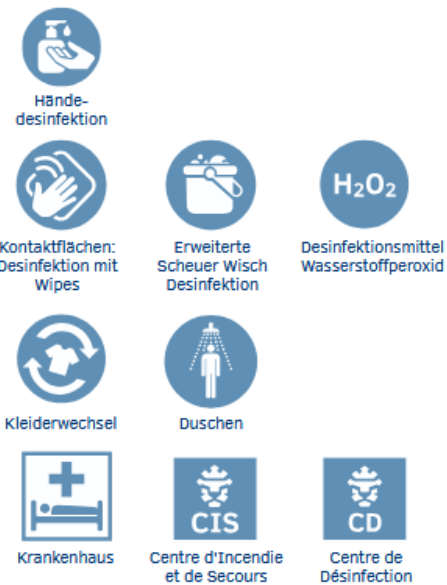 Hände-
desinfektion
Kontaktflächen:
Desinfektion mit
Wipes
Erweiterte
Scheuer Wisch
Desinfektion
H₂O₂
Desinfektionsmittel
Wasserstoffperoxid
Kleiderwechsel
Duschen
Krankenhaus
CIS
Centre d'Incendie
et de Secours
CD
Centre de
Désinfection